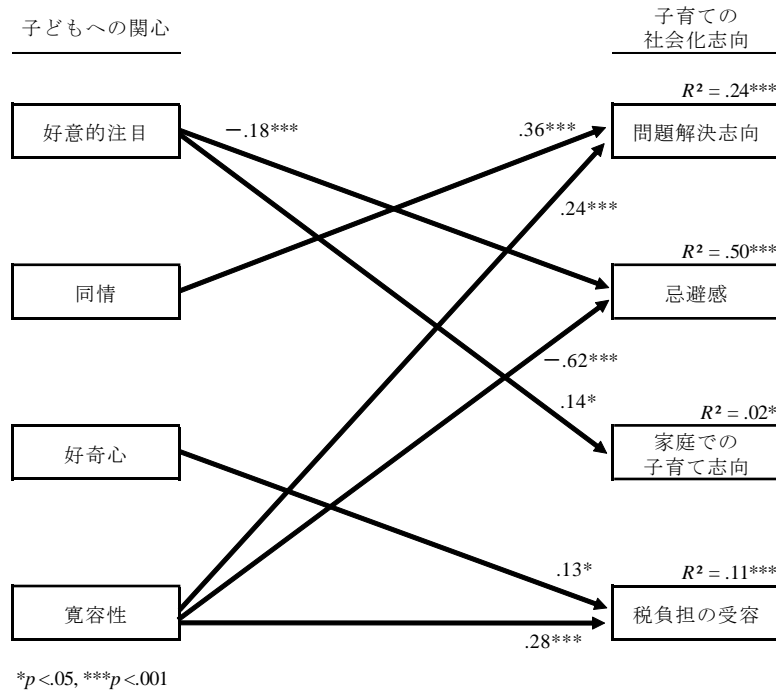 子どもへの関心
子育ての
社会化志向
R² = .24***
好意的注目
−.18***
.36***
問題解決志向
.24***
R² = .50***
同情
忌避感
−.62***
.14*
R² = .02*
好奇心
家庭での
子育て志向
.13*
R² = .11***
寛容性
税負担の受容
.28***
*p <.05, ***p <.001